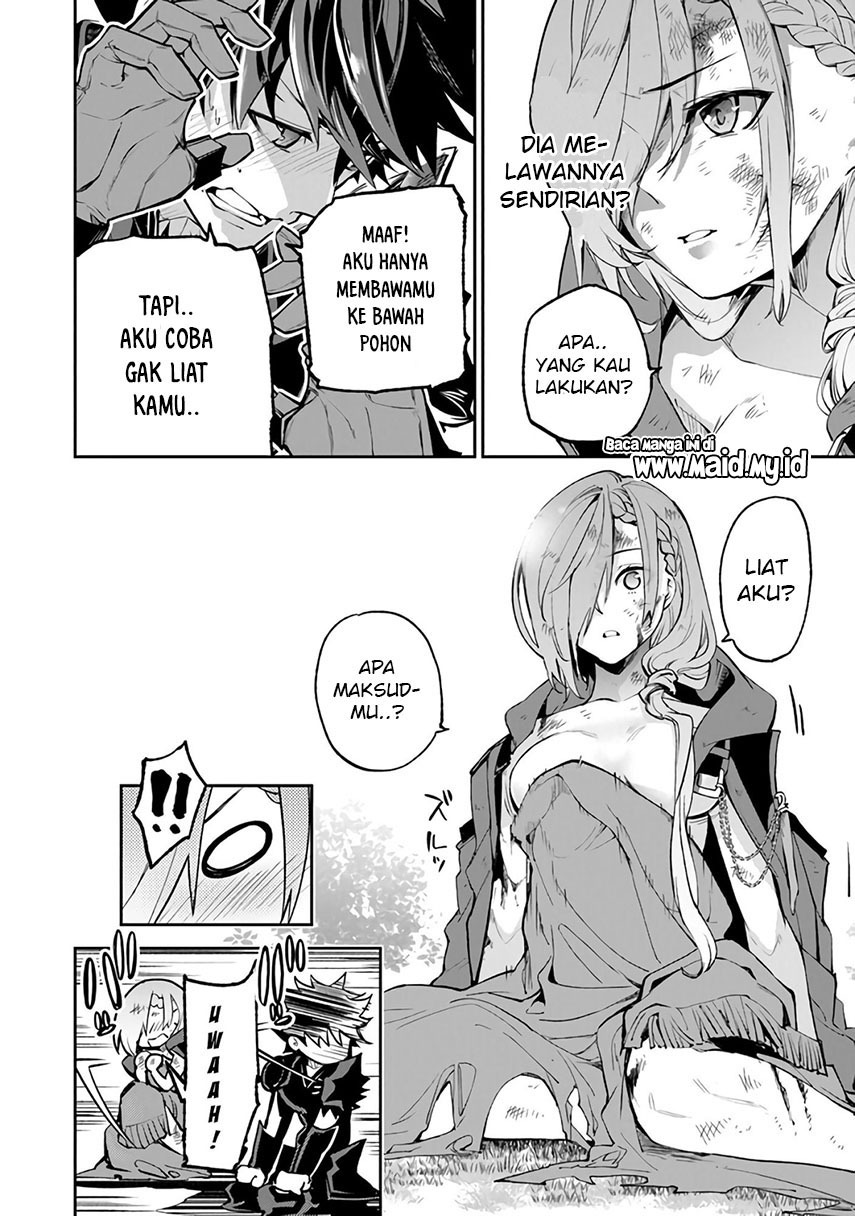 DIA ME-
LAWANNYA
SENDIRIAN?
APA..
YANG KAU
LAKUKAN?
MAAF!
AKU HANYA
MEMBAWAMU
KE BAWAH
POHON
TAPI..
AKU COBA
GAK LIAT
KAMU..
Baca Manga ini di
www.Maid.My.id
LIAT
AKU?
APA
MAKSUD-
MU..?
ズルッ
!!
UWAAH!